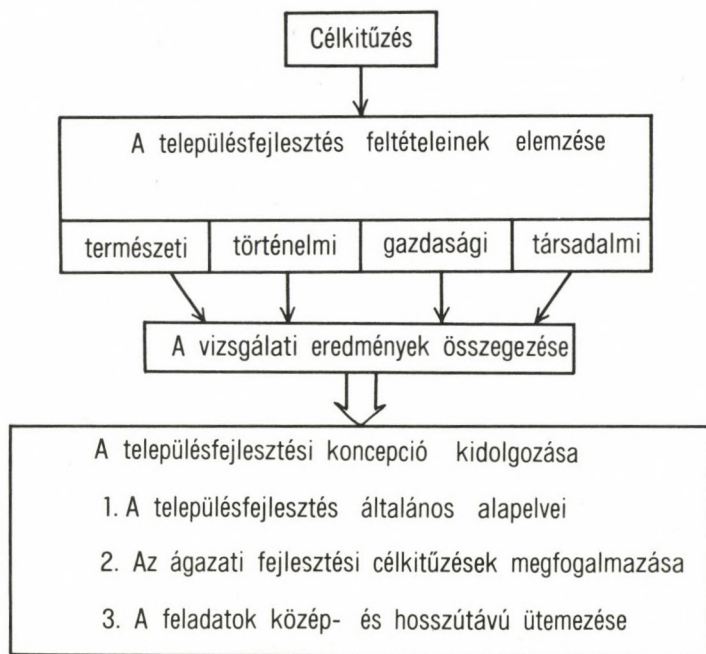 Célkitűzés
A településfejlesztés feltételeinek elemzése
természeti történelmi gazdasági társadalmi
A vizsgálati eredmények összegezése
A településfejlesztési koncepció kidolgozása
1. A településfejlesztés általános alapelvei
2. Az ágazati fejlesztési célkitűzések megfogalmazása
3. A feladatok közép- és hosszútávú ütemezése